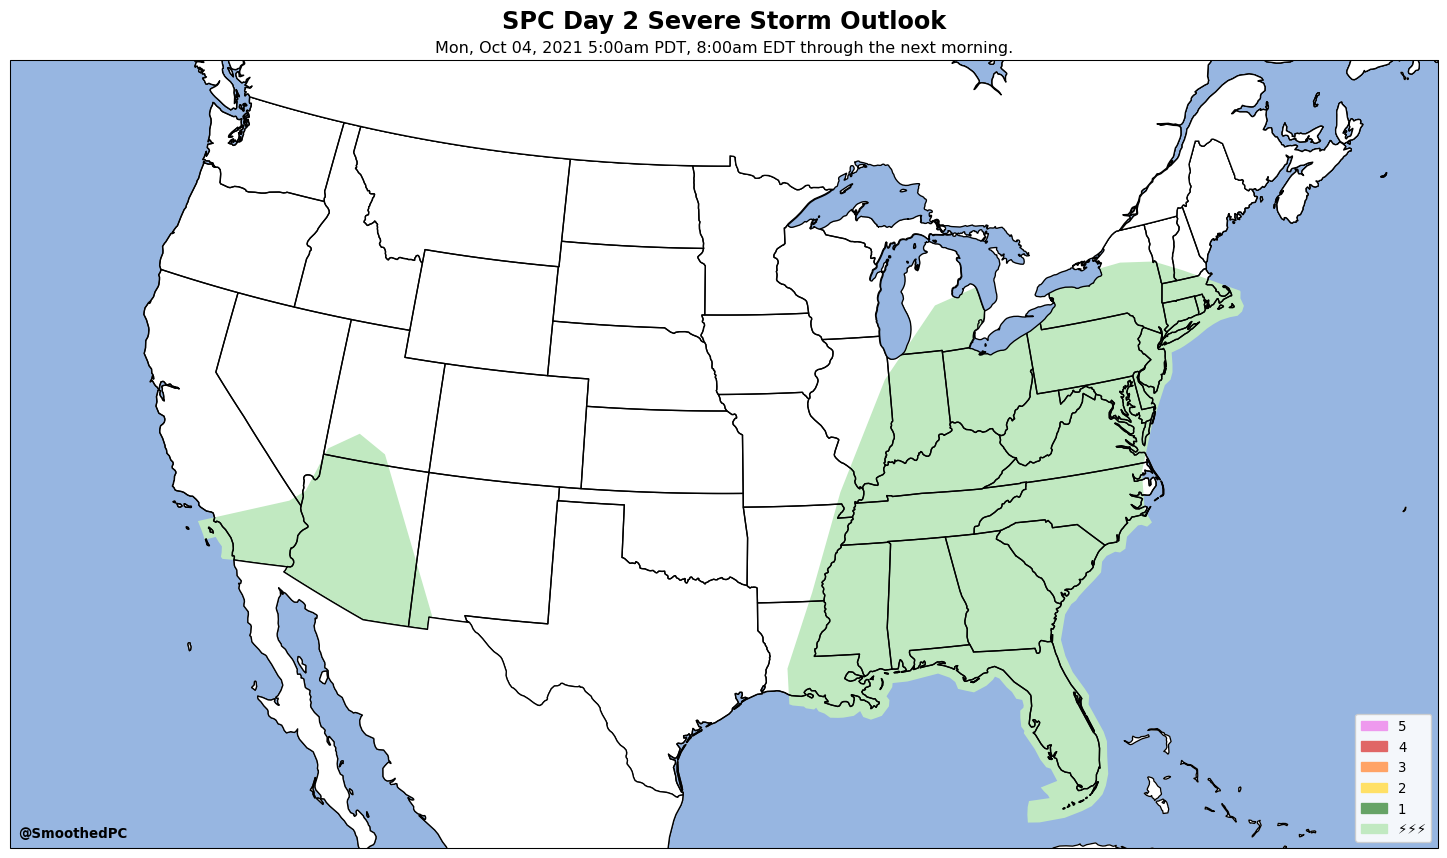 SPC Day 2 Severe Storm Outlook
Mon, Oct 04, 2021 5:00am PDT, 8:00am EDT through the next morning.
5
4
3
2
1
⚡⚡⚡
@SmoothedPC